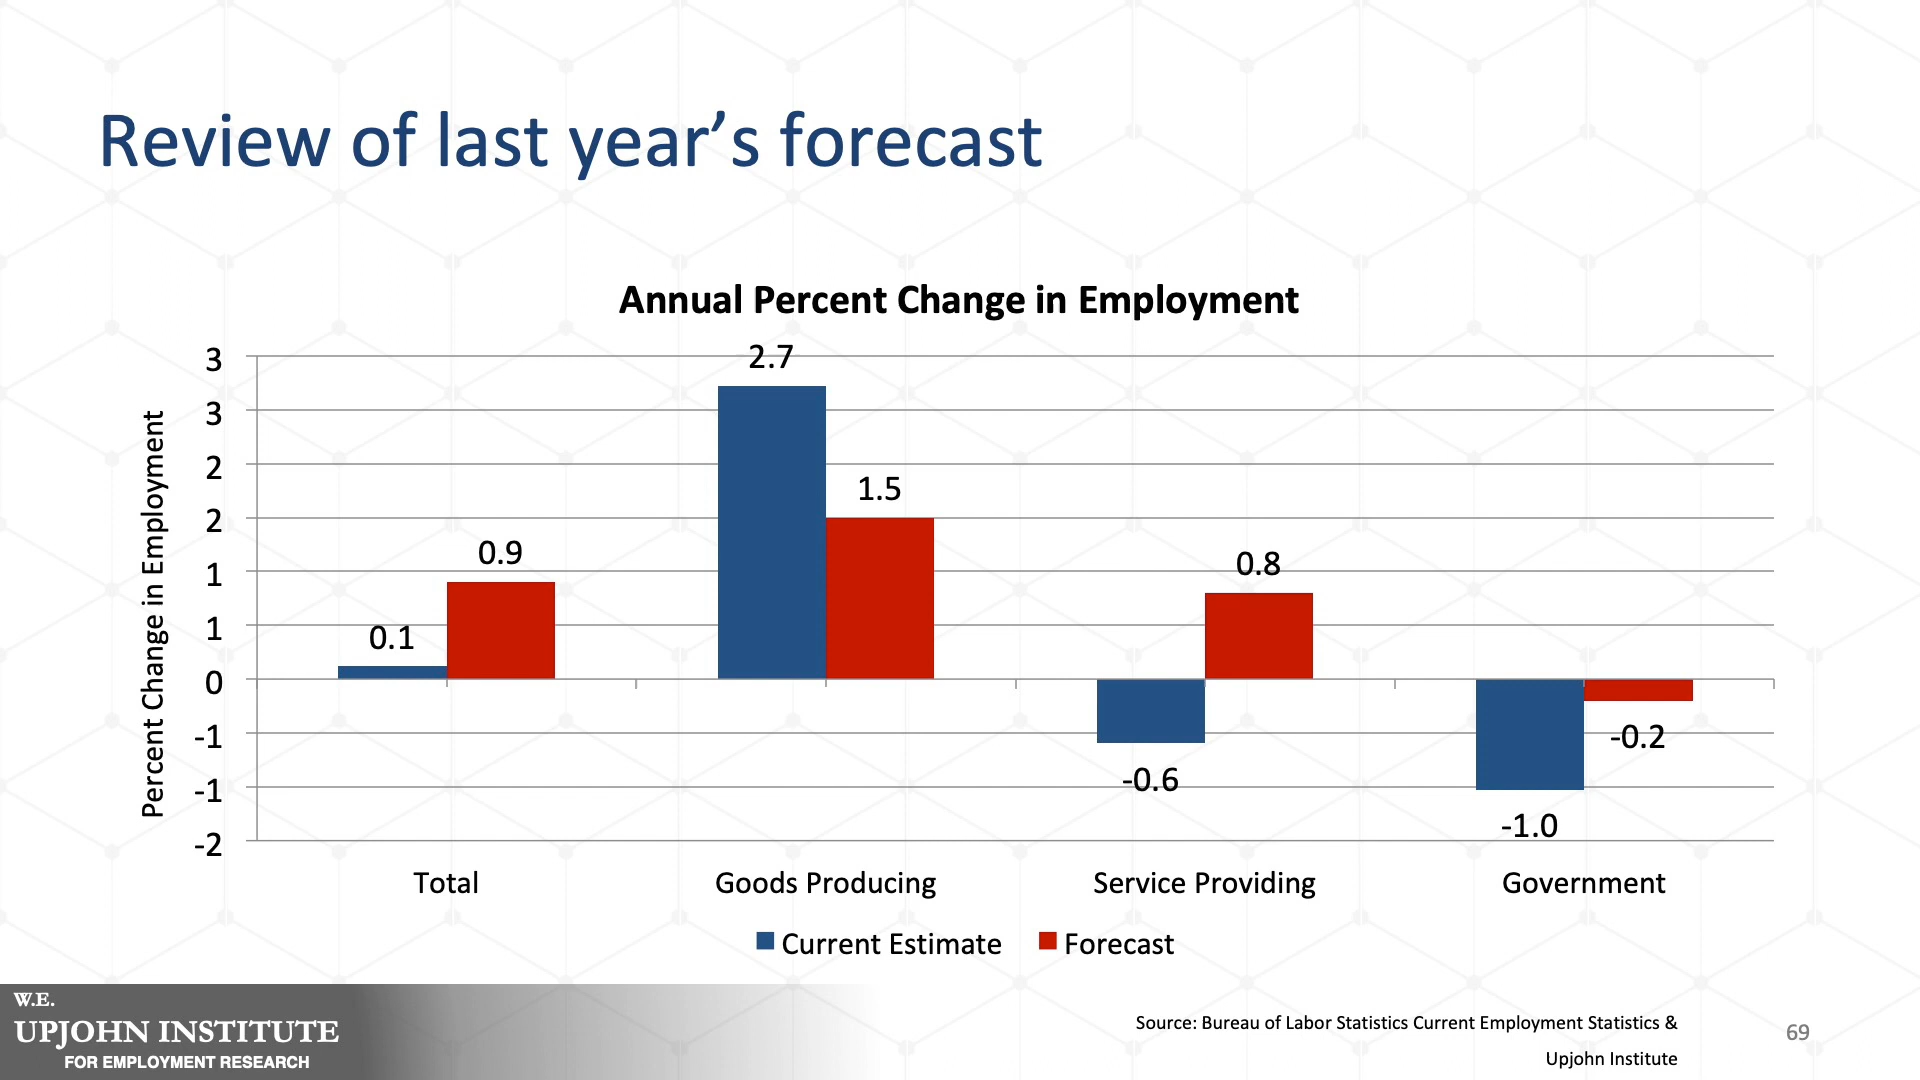 Review of last year’s forecast
Annual Percent Change in Employment
Percent Change in Employment
3
3
2
2
1
1
0
-1
-1
-2
0.1
0.9
2.7
1.5
-0.6
0.8
-1.0
-0.2
Total
Goods Producing
Service Providing
Government
Current Estimate
Forecast
W.E.
UPJOHN INSTITUTE
FOR EMPLOYMENT RESEARCH
Source: Bureau of Labor Statistics Current Employment Statistics &
Upjohn Institute
69